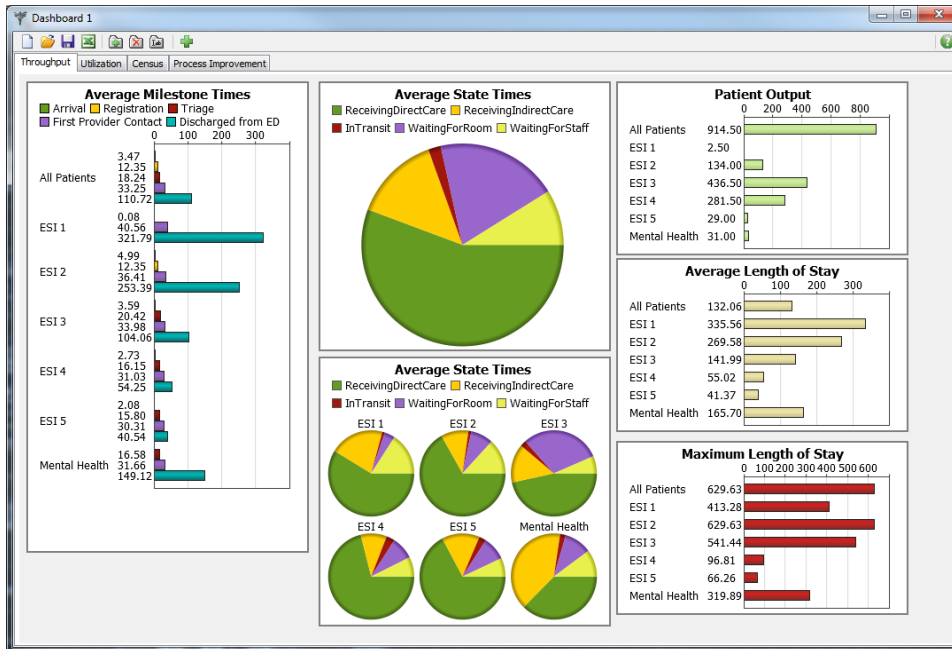 Dashboard 1
Throughput Utilization Census Process Improvement
Average Milestone Times
Arrival Registration Triage
First Provider Contact Discharged from ED
0 100 200 300
All Patients
3.47
12.35
18.24
33.25
110.72
ESI 1
0.08
40.56
321.79
ESI 2
4.99
12.35
36.41
253.39
ESI 3
3.59
20.42
33.98
104.06
ESI 4
2.73
16.15
31.03
54.25
ESI 5
2.08
15.80
30.31
40.54
Mental Health
16.58
31.66
149.12
Average State Times
ReceivingDirectCare ReceivingIndirectCare
InTransit WaitingForRoom WaitingForStaff
Average State Times
ReceivingDirectCare ReceivingIndirectCare
InTransit WaitingForRoom WaitingForStaff
ESI 1 ESI 2 ESI 3
ESI 4 ESI 5 Mental Health
Patient Output
0 200 400 600 800
All Patients 914.50
ESI 1 2.50
ESI 2 134.00
ESI 3 436.50
ESI 4 281.50
ESI 5 29.00
Mental Health 31.00
Average Length of Stay
0 100 200 300
All Patients 132.06
ESI 1 335.56
ESI 2 269.58
ESI 3 141.99
ESI 4 55.02
ESI 5 41.37
Mental Health 165.70
Maximum Length of Stay
0 100 200 300 400 500 600
All Patients 629.63
ESI 1 413.28
ESI 2 629.63
ESI 3 541.44
ESI 4 96.81
ESI 5 66.26
Mental Health 319.89